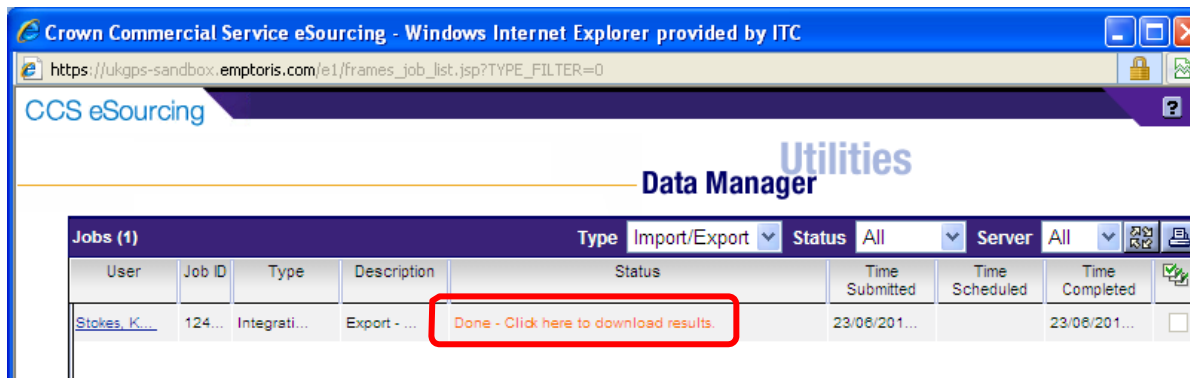 Crown Commercial Service eSourcing - Windows Internet Explorer provided by ITC
https://ukgps-sandbox.emptoris.com/e1/frames_job_list.jsp?TYPE_FILTER=0
CCS eSourcing
?
Utilities
Data Manager
Jobs (1) Type Import/Export Status All Server All
User Job ID Type Description Status Time Submitted Time Scheduled Time Completed
Stokes, K... 124... Integrati... Export - ... Done - Click here to download results. 23/06/201... 23/06/201...